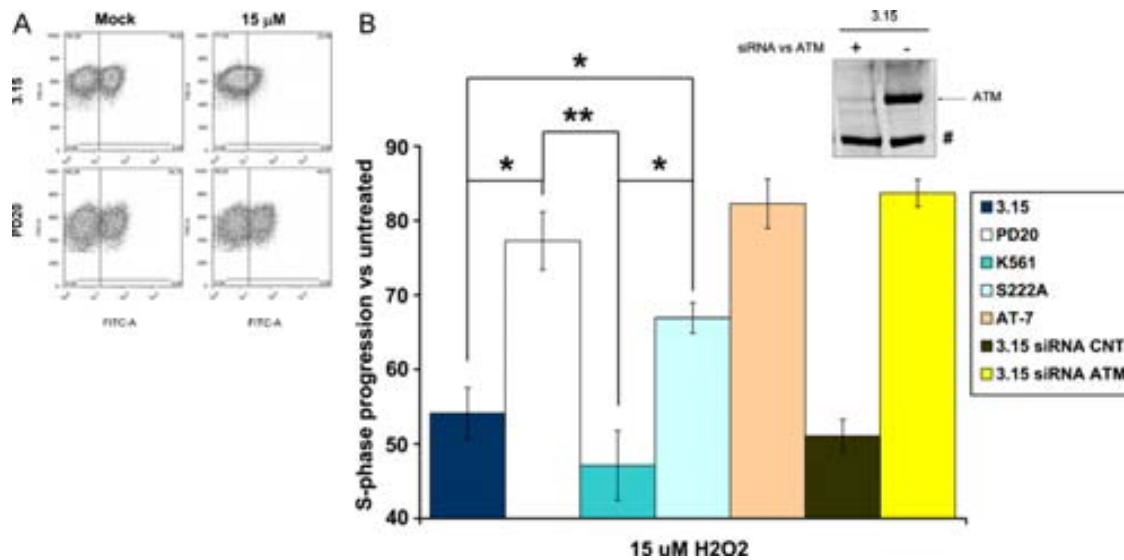 A
Mock
15 µM
3.15
PD20
FITC-A
FITC-A
B
3.15
siRNA vs ATM
+
-
ATM
#
*
**
*
*
S-phase progression vs untreated
90
80
70
60
50
40
15 uM H2O2
3.15
PD20
K561
S222A
AT-7
3.15 siRNA CNT
3.15 siRNA ATM